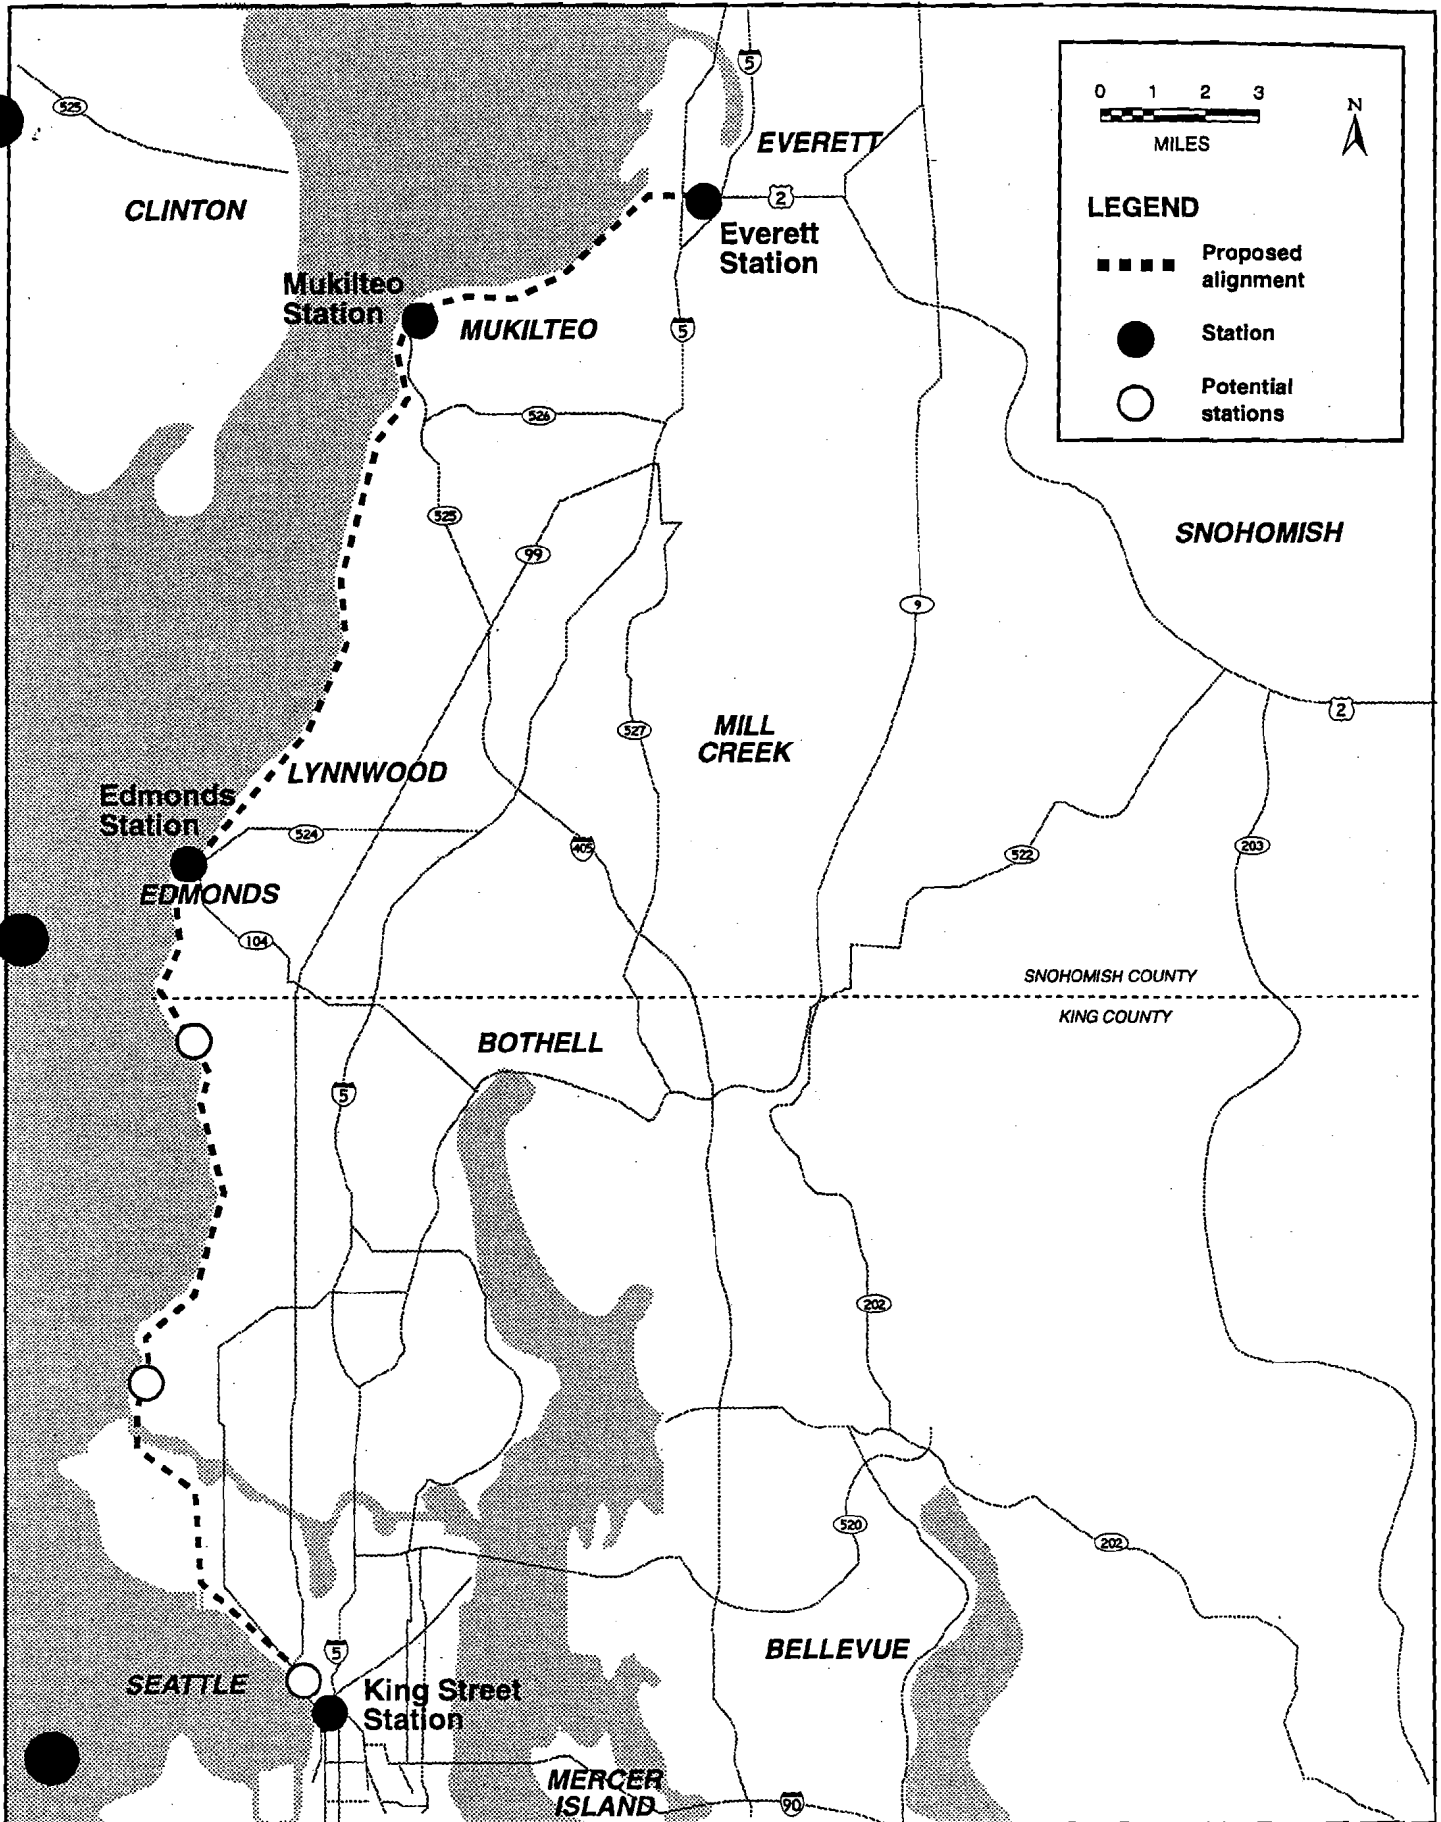 5
525
EVERETT
2
CLINTON
Everett
Station
Mukilteo
Station
MUKILTEO
5
526
525
99
SNOHOMISH
9
2
527
MILL
CREEK
LYNNWOOD
Edmonds
Station
524
405
522
203
EDMONDS
104
SNOHOMISH COUNTY
KING COUNTY
BOTHELL
5
202
520
202
5
BELLEVUE
SEATTLE
King Street
Station
MERCER
ISLAND
90
0 1 2 3
MILES
N
LEGEND
Proposed
alignment
Station
Potential
stations